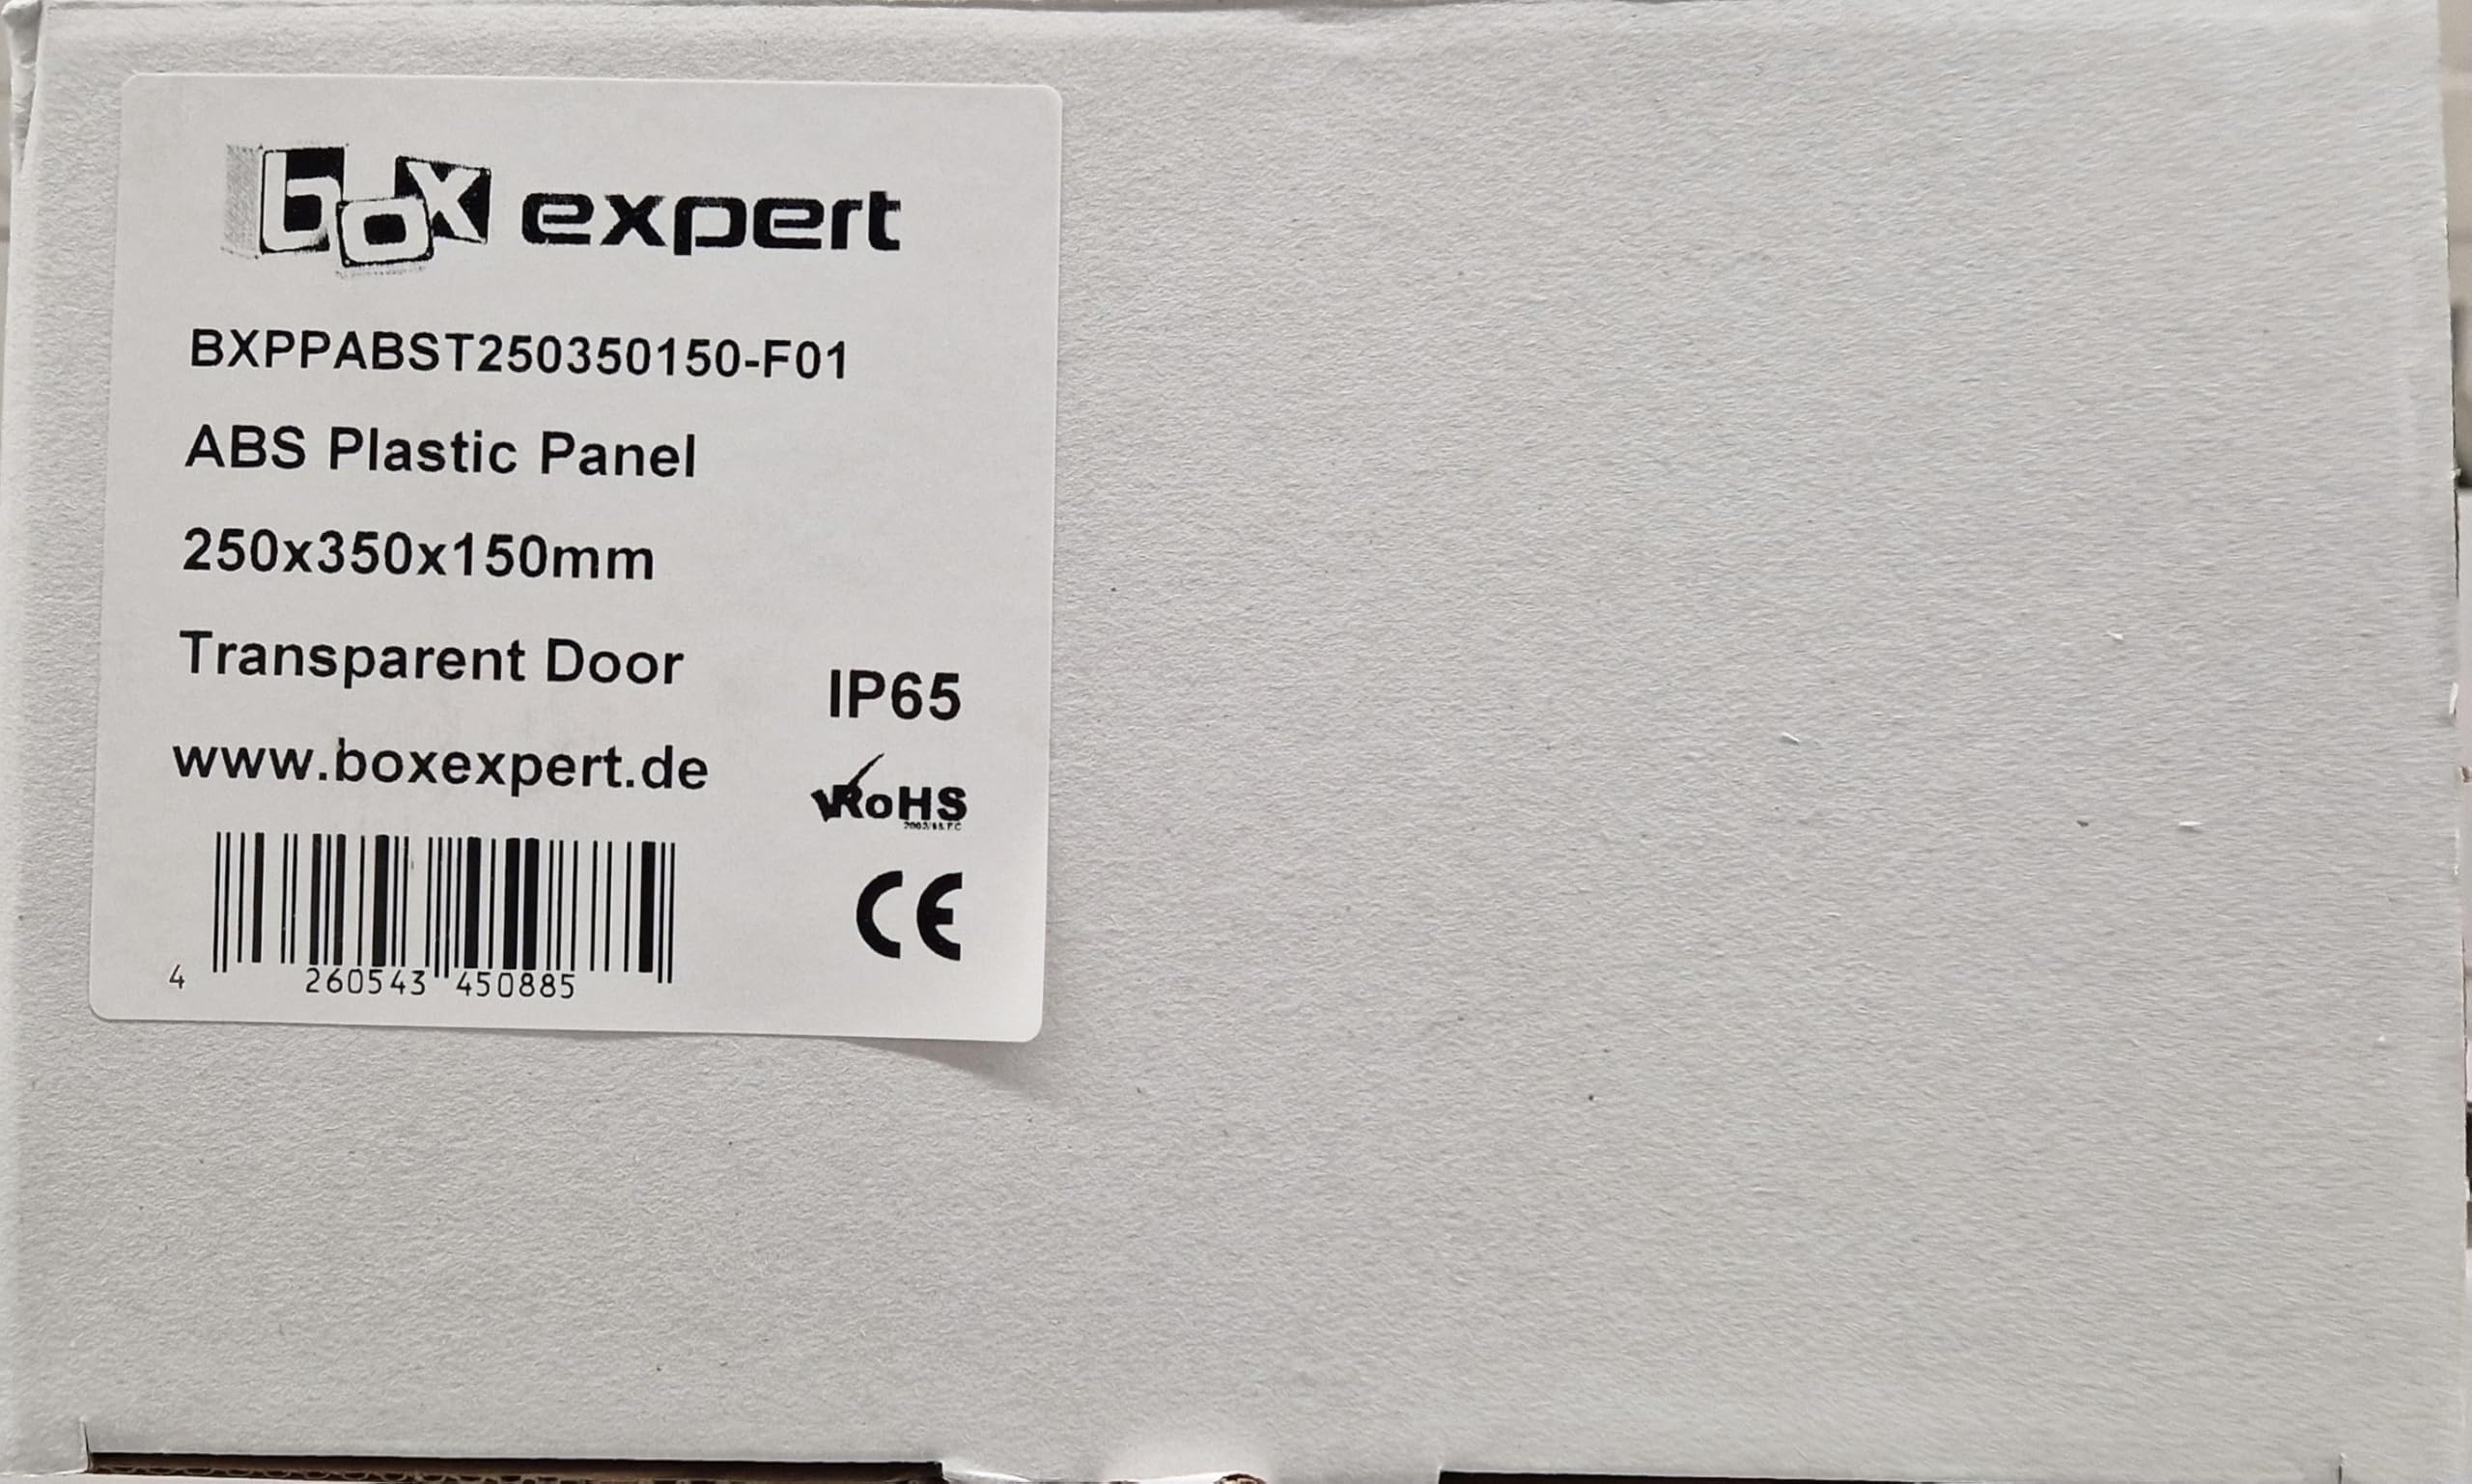 box expert
BXPPABST250350150-F01
ABS Plastic Panel
250x350x150mm
Transparent Door
IP65
www.boxexpert.de
RoHS
CE
4 260543 450885